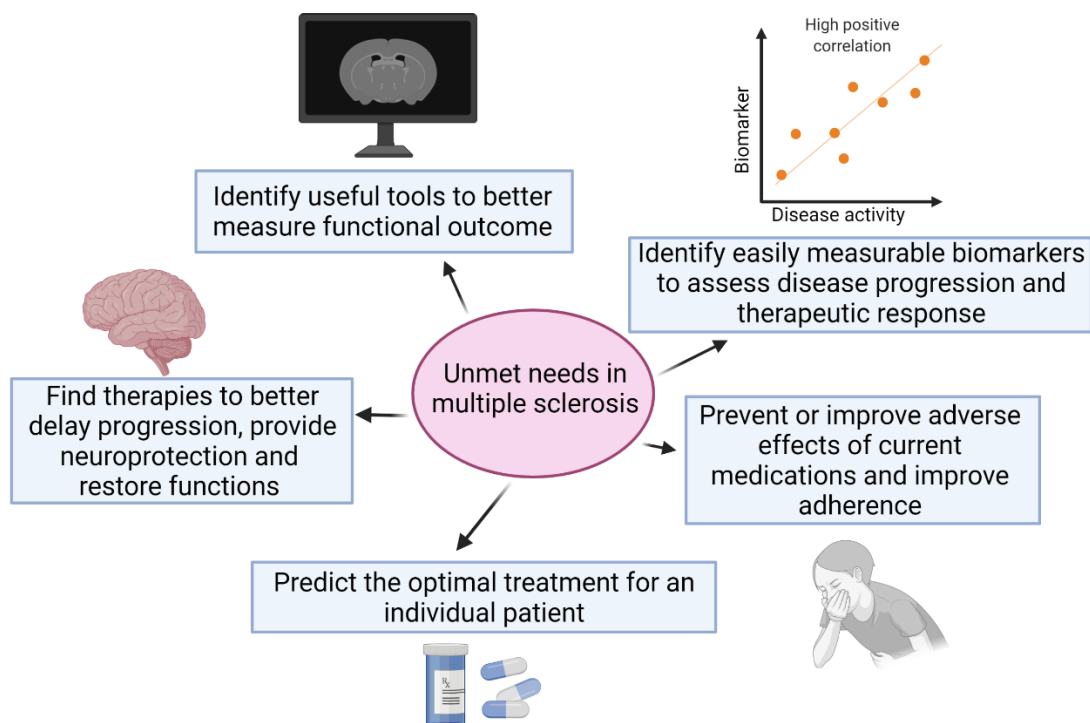 High positive
correlation
Biomarker
Disease activity
Identify useful tools to better
measure functional outcome
Identify easily measurable biomarkers
to assess disease progression and
therapeutic response
Unmet needs in
multiple sclerosis
Find therapies to better
delay progression, provide
neuroprotection and
restore functions
Prevent or improve adverse
effects of current
medications and improve
adherence
Predict the optimal treatment for an
individual patient
Rx